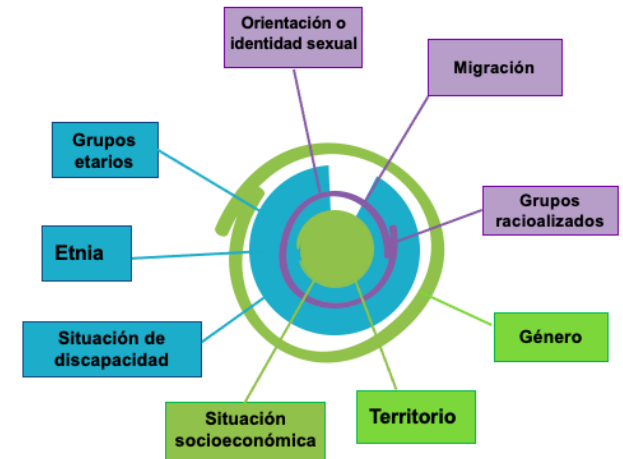 Orientación o
identidad sexual
Migración
Grupos
etarios
Grupos
racioalizados
Etnia
Situación de
discapacidad
Género
Situación
socioeconómica
Territorio